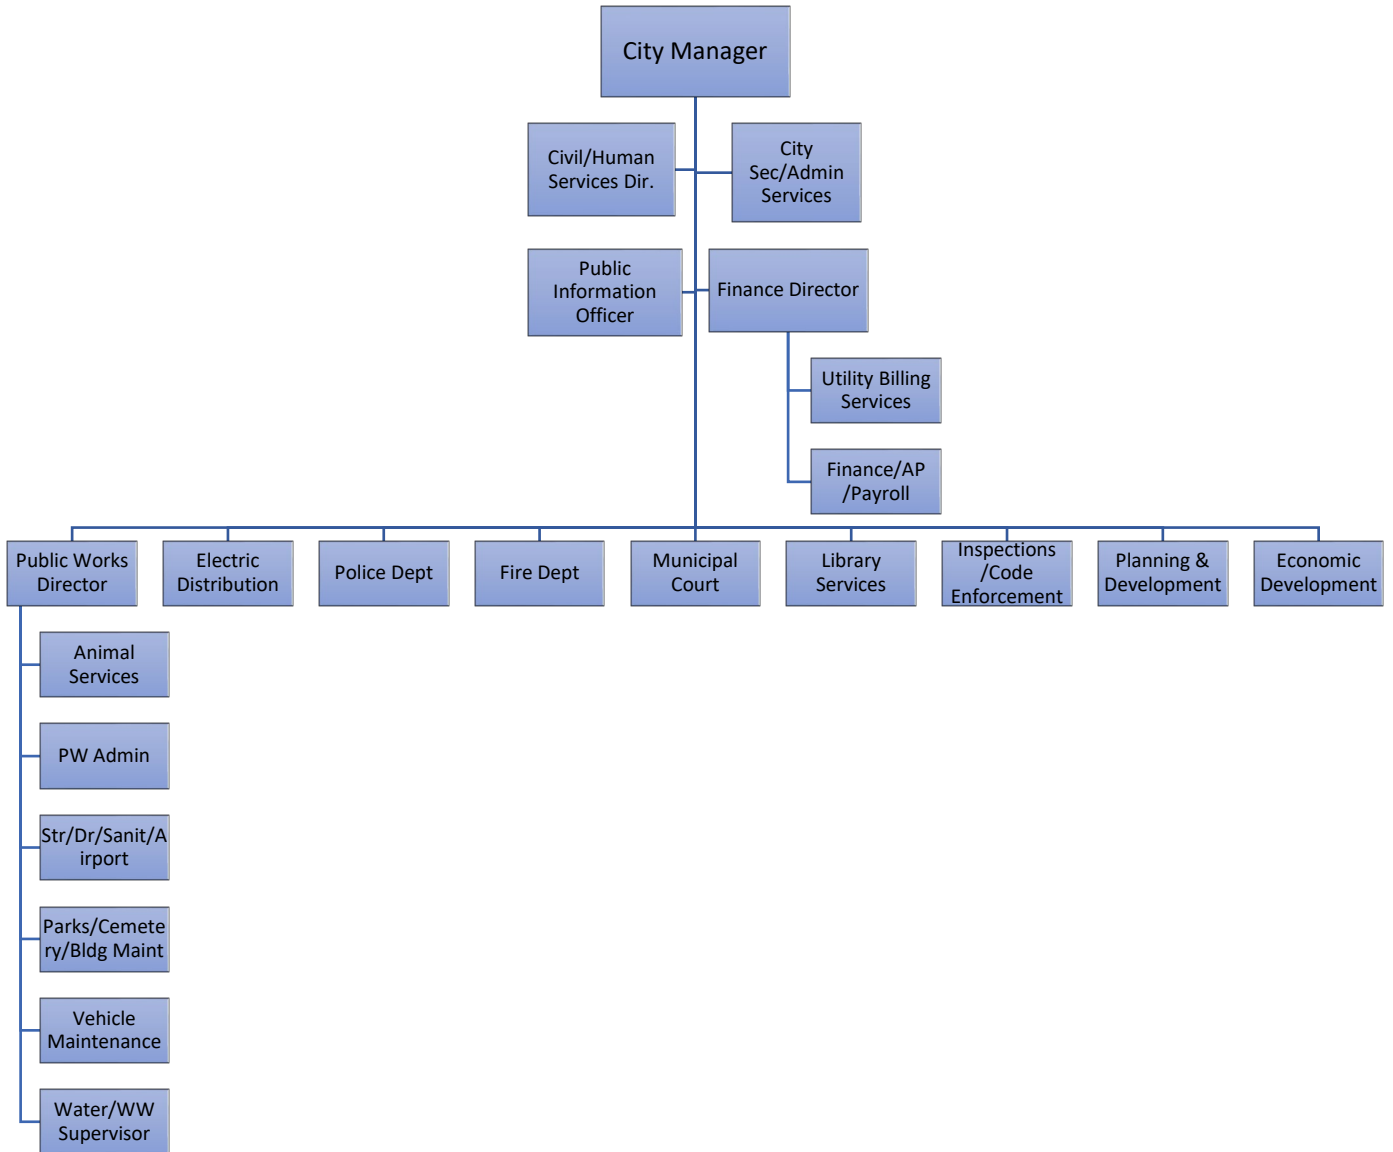 City Manager
Civil/Human
Services Dir.
City
Sec/Admin
Services
Public
Information
Officer
Finance Director
Utility Billing
Services
Finance/AP
/Payroll
Public Works
Director
Electric
Distribution
Police Dept
Fire Dept
Municipal
Court
Library
Services
Inspections
/Code
Enforcement
Planning &
Development
Economic
Development
Animal
Services
PW Admin
Str/Dr/Sanit/A
irport
Parks/Cemete
ry/Bldg Maint
Vehicle
Maintenance
Water/WW
Supervisor